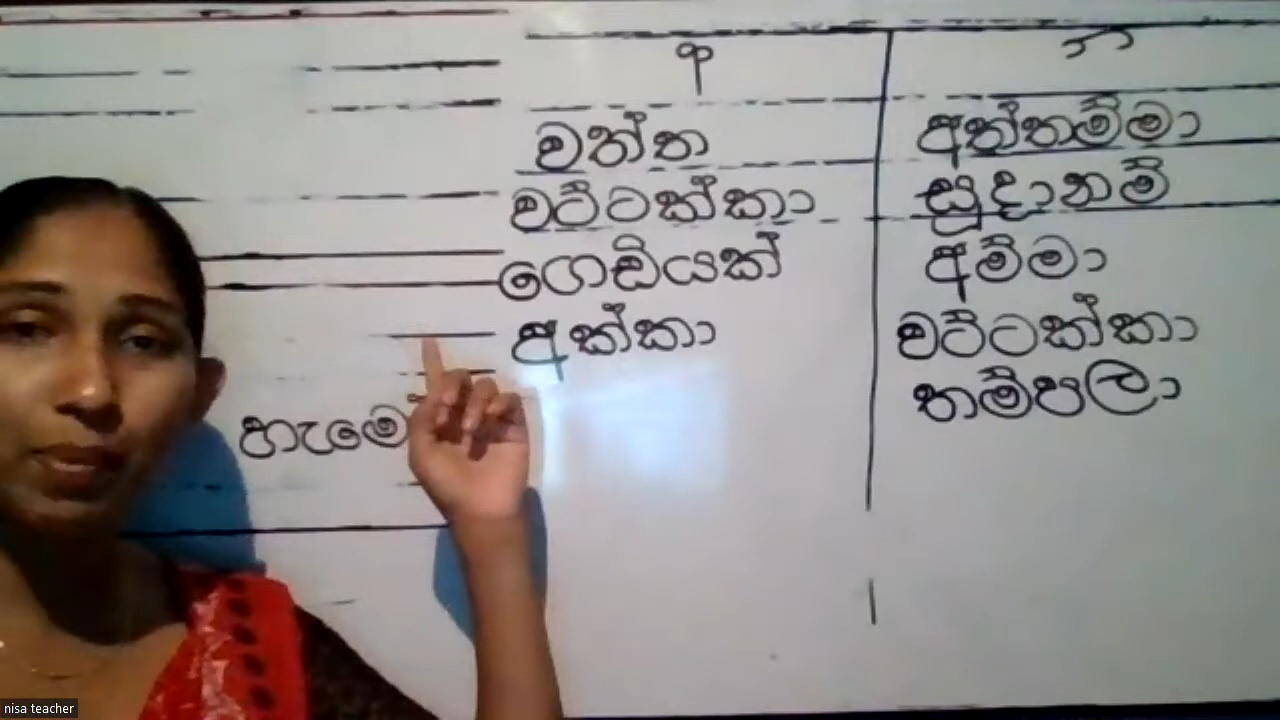 අ
වත්ත
වට්ටක්කා
ගෙඩියක්
අක්කා
අත්තම්මා
සූදානම්
අම්මා
වට්ටක්කා
තම්පලා
nisa teacher